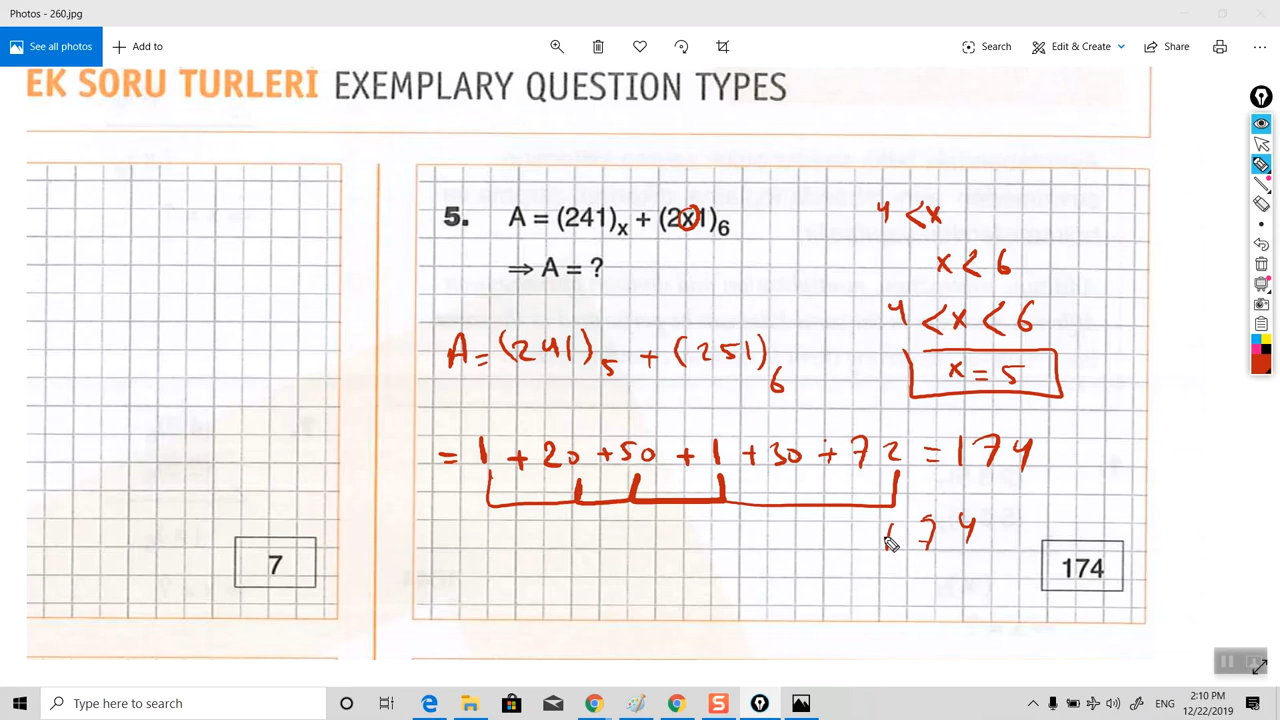 Photos - 260.jpg
See all photos
Add to
Search
Edit & Create
Share
EK SORU TURLERİ EXEMPLARY QUESTION TYPES
5. A = (241)x + (2x1)6
⇒ A = ?
4 < x
x < 6
4 < x < 6
x = 5
A = (241)5 + (251)6
= 1 + 20 + 50 + 1 + 30 + 72 = 174
174
7
174
Type here to search
2:10 PM
12/22/2019